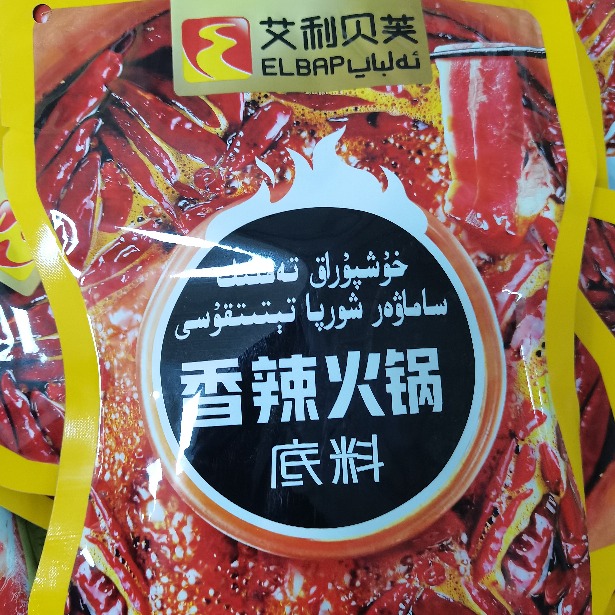 艾利贝芙
ELBAP ئەلباپ
خۇشپۇراق تەملىك
ساماۋەر شورپا تېتىتقۇسى
香辣火锅
底料